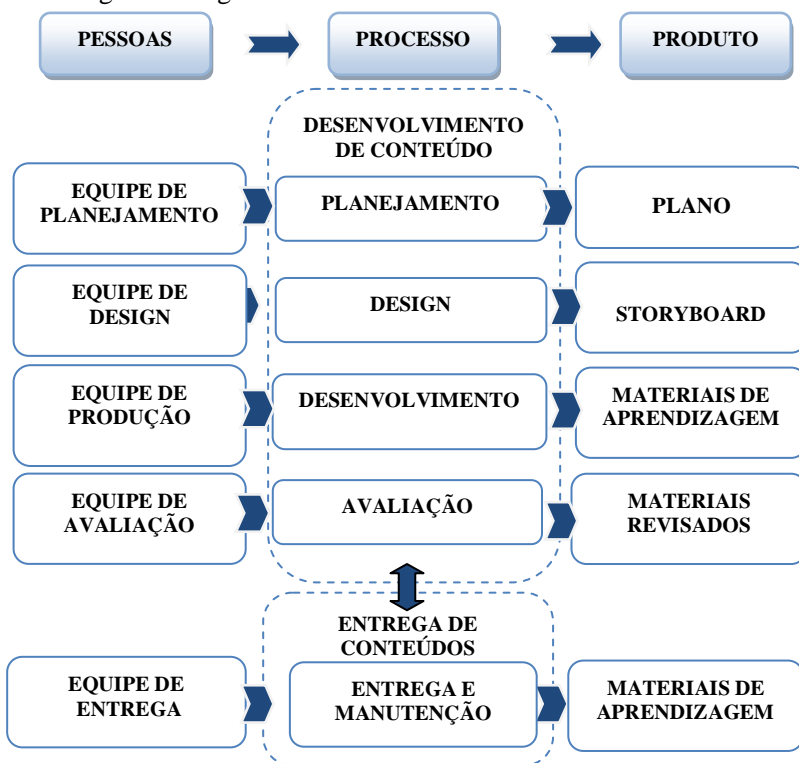 PESSOAS PROCESSO PRODUTO
DESENVOLVIMENTO
DE CONTEÚDO
EQUIPE DE
PLANEJAMENTO
PLANEJAMENTO
PLANO
EQUIPE DE
DESIGN
DESIGN
STORYBOARD
EQUIPE DE
PRODUÇÃO
DESENVOLVIMENTO
MATERIAIS DE
APRENDIZAGEM
EQUIPE DE
AVALIAÇÃO
AVALIAÇÃO
MATERIAIS
REVISADOS
ENTREGA DE
CONTEÚDOS
EQUIPE DE
ENTREGA
ENTREGA E
MANUTENÇÃO
MATERIAIS DE
APRENDIZAGEM